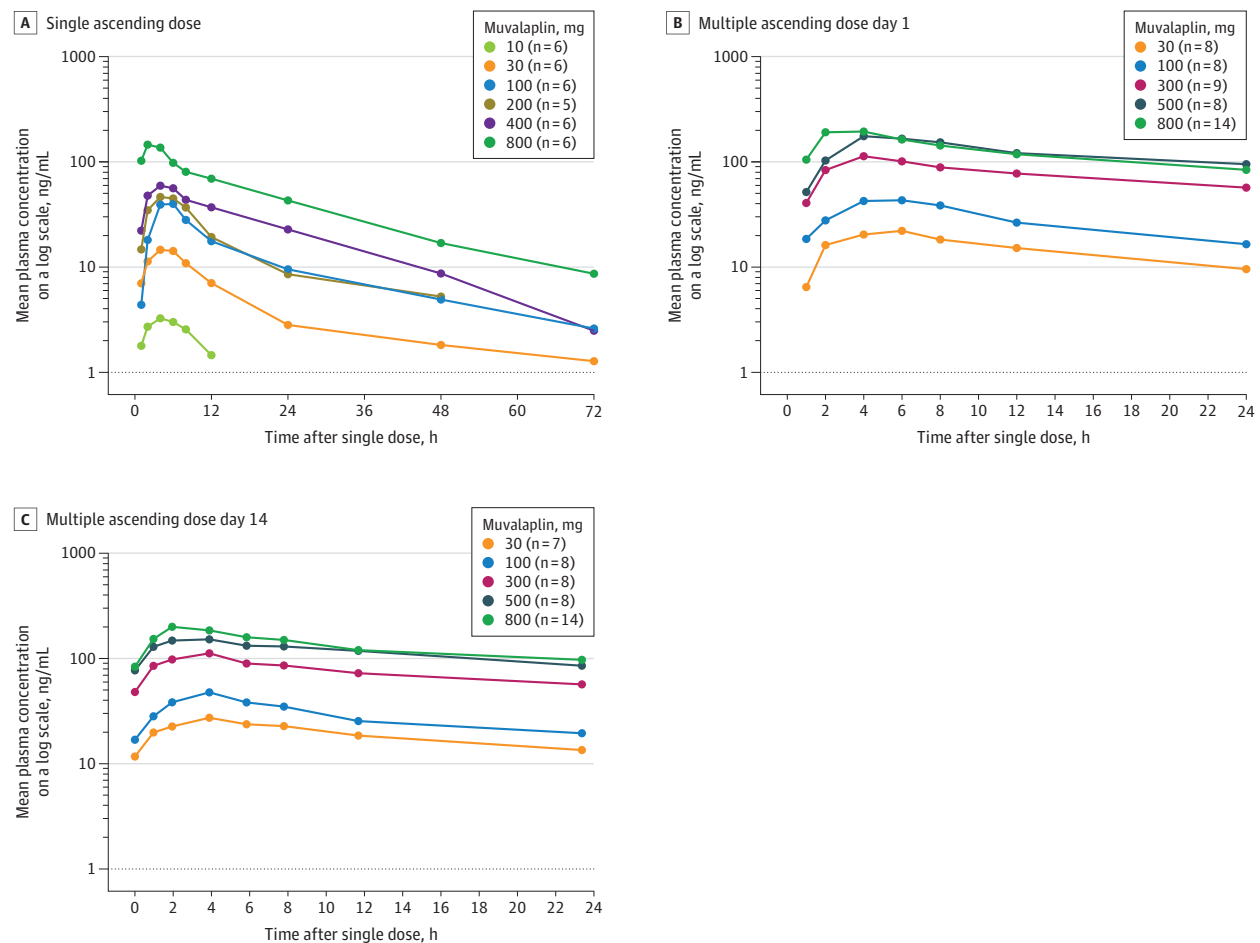 A Single ascending dose
Muvalaplin, mg
10 (n=6)
30 (n=6)
100 (n=6)
200 (n=5)
400 (n=6)
800 (n=6)
Mean plasma concentration
on a log scale, ng/mL
1000
100
10
1
0 12 24 36 48 60 72
Time after single dose, h
B Multiple ascending dose day 1
Muvalaplin, mg
30 (n=8)
100 (n=8)
300 (n=9)
500 (n=8)
800 (n=14)
Mean plasma concentration
on a log scale, ng/mL
1000
100
10
1
0 2 4 6 8 10 12 14 16 18 20 22 24
Time after single dose, h
C Multiple ascending dose day 14
Muvalaplin, mg
30 (n=7)
100 (n=8)
300 (n=8)
500 (n=8)
800 (n=14)
Mean plasma concentration
on a log scale, ng/mL
1000
100
10
1
0 2 4 6 8 10 12 14 16 18 20 22 24
Time after single dose, h